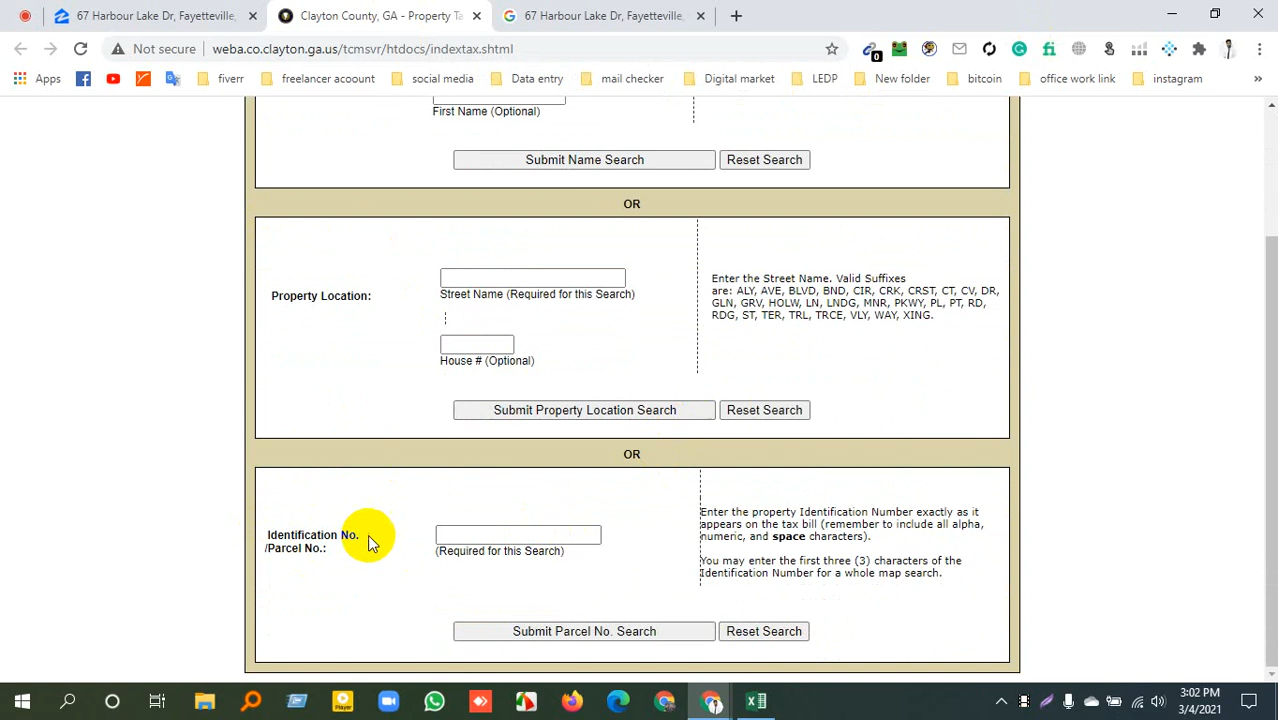 67 Harbour Lake Dr, Fayetteville,
Clayton County, GA - Property Ta
67 Harbour Lake Dr, Fayetteville,
Not secure
weba.co.clayton.ga.us/tcmsvr/htdocs/indextax.shtml
0
Apps
fiverr
freelancer acoount
social media
Data entry
mail checker
Digital market
LEDP
New folder
bitcoin
office work link
instagram
»
First Name (Optional)
Submit Name Search
Reset Search
OR
Property Location:
Street Name (Required for this Search)
House # (Optional)
Enter the Street Name. Valid Suffixes
are: ALY, AVE, BLVD, BND, CIR, CRK, CRST, CT, CV, DR,
GLN, GRV, HOLW, LN, LNDG, MNR, PKWY, PL, PT, RD,
RDG, ST, TER, TRL, TRCE, VLY, WAY, XING.
Submit Property Location Search
Reset Search
OR
Identification No.
/Parcel No.:
(Required for this Search)
Enter the property Identification Number exactly as it
appears on the tax bill (remember to include all alpha,
numeric, and space characters).
You may enter the first three (3) characters of the
Identification Number for a whole map search.
Submit Parcel No. Search
Reset Search
Player
3:02 PM
3/4/2021